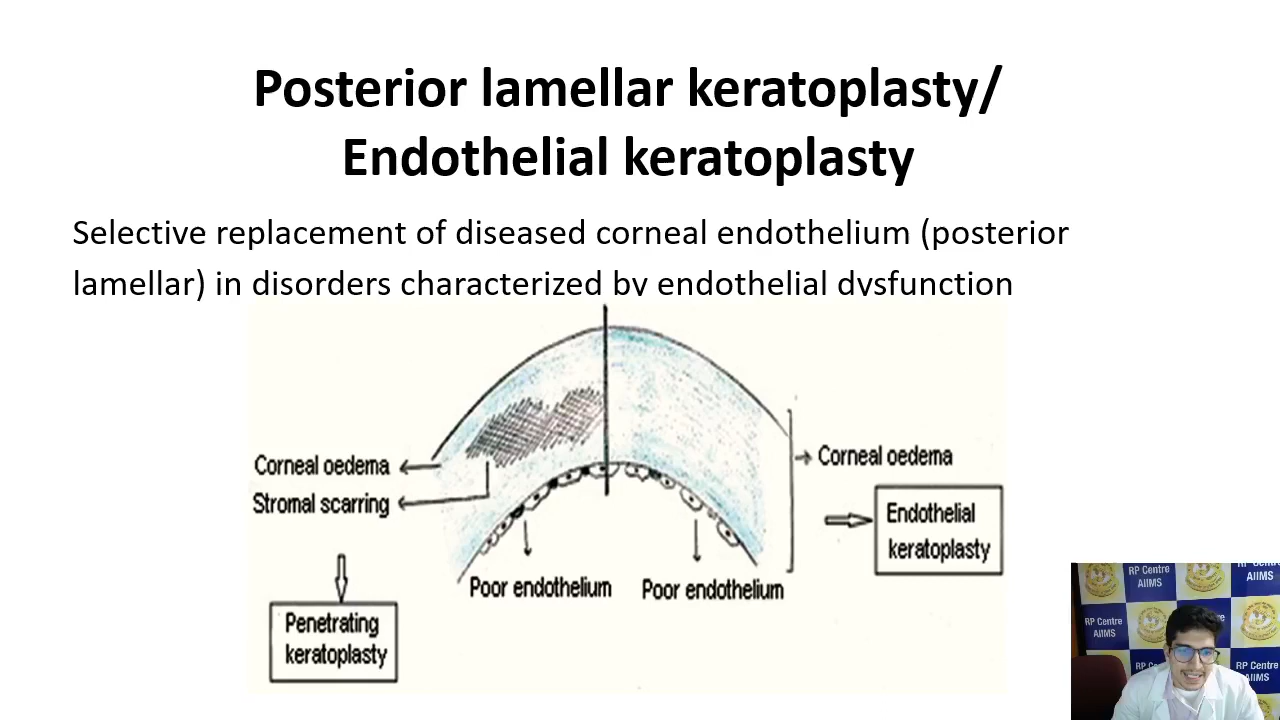 Posterior lamellar keratoplasty/
Endothelial keratoplasty
Selective replacement of diseased corneal endothelium (posterior
lamellar) in disorders characterized by endothelial dysfunction
Corneal oedema
Stromal scarring
Penetrating
keratoplasty
Poor endothelium
Poor endothelium
Corneal oedema
Endothelial
keratoplasty
RP Centre
AIIMS
RP Centre
AIIMS
RP Centre
AIIMS
RP Centre
AIIMS
RP Centre